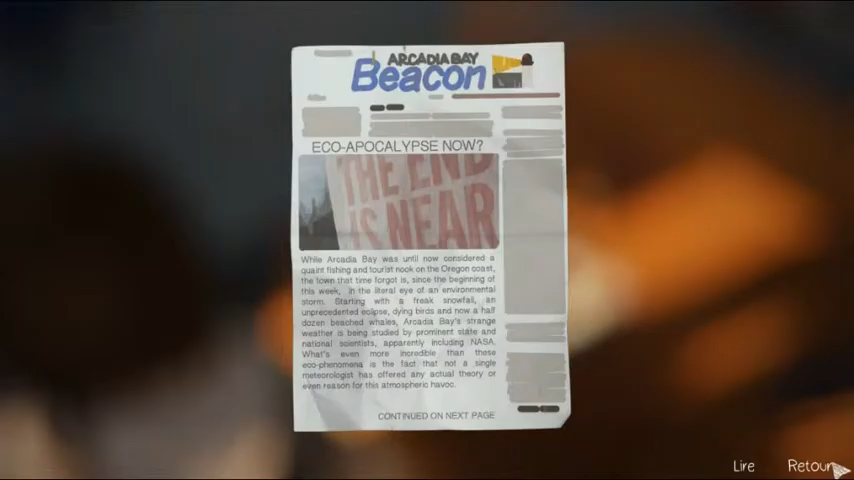 ARCADIA BAY
Beacon
ECO-APOCALYPSE NOW?
THE END
IS NEAR
While Arcadia Bay was until now considered a
quaint fishing and tourist nook on the Oregon coast,
the town that time forgot is, since the beginning of
this week, in the literal eye of an environmental
storm. Starting with a freak snowfall, an
unprecedented eclipse, dying birds and now a half
dozen beached whales, Arcadia Bay's strange
weather is being studied by prominent state and
national scientists, apparently including NASA.
What's even more incredible than these
eco-phenomena is the fact that not a single
meteorologist has offered any actual theory or
even reason for this atmospheric havoc.
CONTINUED ON NEXT PAGE
Lire Retour